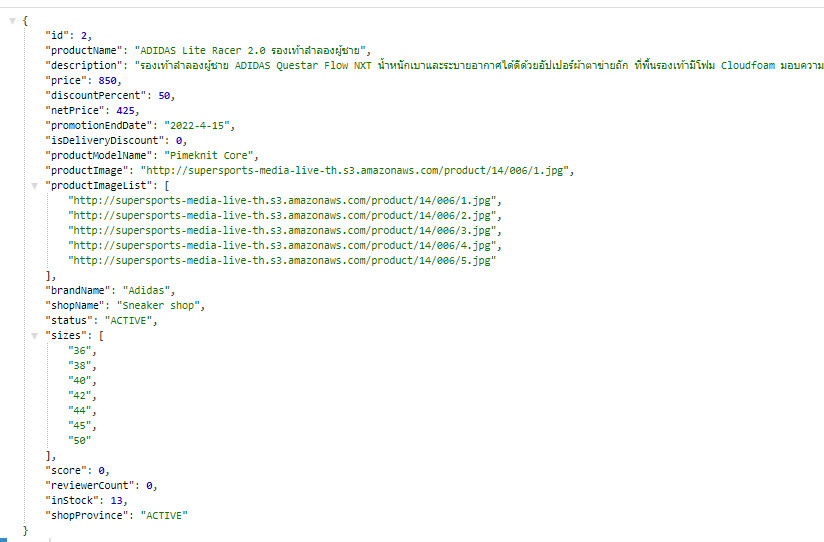 {
"id": 2,
"productName": "ADIDAS Lite Racer 2.0 รองเท้าลำลองผู้ชาย",
"description": "รองเท้าลำลองผู้ชาย ADIDAS Questar Flow NXT น้ำหนักเบาและระบายอากาศได้ดีด้วยอัปเปอร์ผ้าตาข่ายถัก ที่พื้นรองเท้ามีโฟม Cloudfoam มอบความ
"price": 850,
"discountPercent": 50,
"netPrice": 425,
"promotionEndDate": "2022-4-15",
"isDeliveryDiscount": 0,
"productModelName": "Pimeknit Core",
"productImage": "http://supersports-media-live-th.s3.amazonaws.com/product/14/006/1.jpg",
"productImageList": [
"http://supersports-media-live-th.s3.amazonaws.com/product/14/006/1.jpg",
"http://supersports-media-live-th.s3.amazonaws.com/product/14/006/2.jpg",
"http://supersports-media-live-th.s3.amazonaws.com/product/14/006/3.jpg",
"http://supersports-media-live-th.s3.amazonaws.com/product/14/006/4.jpg",
"http://supersports-media-live-th.s3.amazonaws.com/product/14/006/5.jpg"
],
"brandName": "Adidas",
"shopName": "Sneaker shop",
"status": "ACTIVE",
"sizes": [
"36",
"38",
"40",
"42",
"44",
"45",
"50"
],
"score": 0,
"reviewerCount": 0,
"inStock": 13,
"shopProvince": "ACTIVE"
}